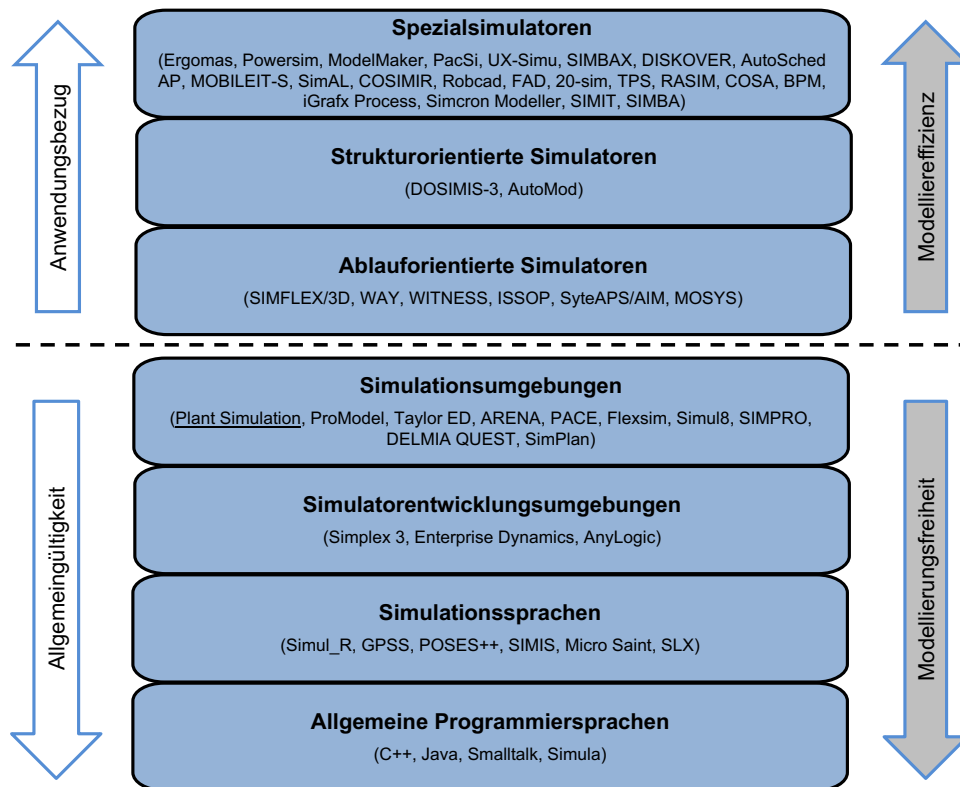 Spezialsimulatoren
(Ergomas, Powersim, ModelMaker, PacSi, UX-Simu, SIMBAX, DISKOVER, AutoSched
AP, MOBILEIT-S, SimAL, COSIMIR, Robcad, FAD, 20-sim, TPS, RASIM, COSA, BPM,
iGrafx Process, Simcron Modeller, SIMIT, SIMBA)
Anwendungsbezug
Modelliereffizienz
Strukturorientierte Simulatoren
(DOSIMIS-3, AutoMod)
Ablauforientierte Simulatoren
(SIMFLEX/3D, WAY, WITNESS, ISSOP, SyteAPS/AIM, MOSYS)
Simulationsumgebungen
(Plant Simulation, ProModel, Taylor ED, ARENA, PACE, Flexsim, Simul8, SIMPRO,
DELMIA QUEST, SimPlan)
Allgemeingültigkeit
Modellierungsfreiheit
Simulatorentwicklungsumgebungen
(Simplex 3, Enterprise Dynamics, AnyLogic)
Simulationssprachen
(Simul_R, GPSS, POSES++, SIMIS, Micro Saint, SLX)
Allgemeine Programmiersprachen
(C++, Java, Smalltalk, Simula)